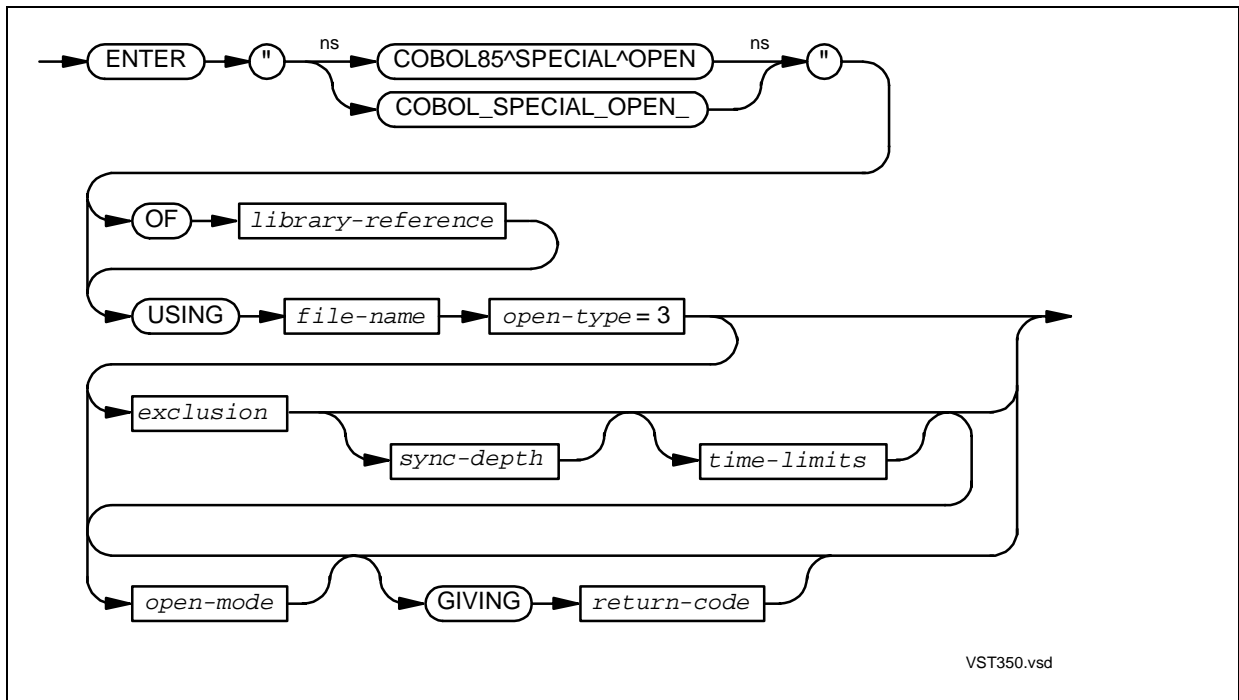 ns ns
ENTER " COBOL85^SPECIAL^OPEN "
COBOL_SPECIAL_OPEN_
OF library-reference
USING file-name open-type = 3
exclusion
sync-depth time-limits
open-mode GIVING return-code
VST350.vsd